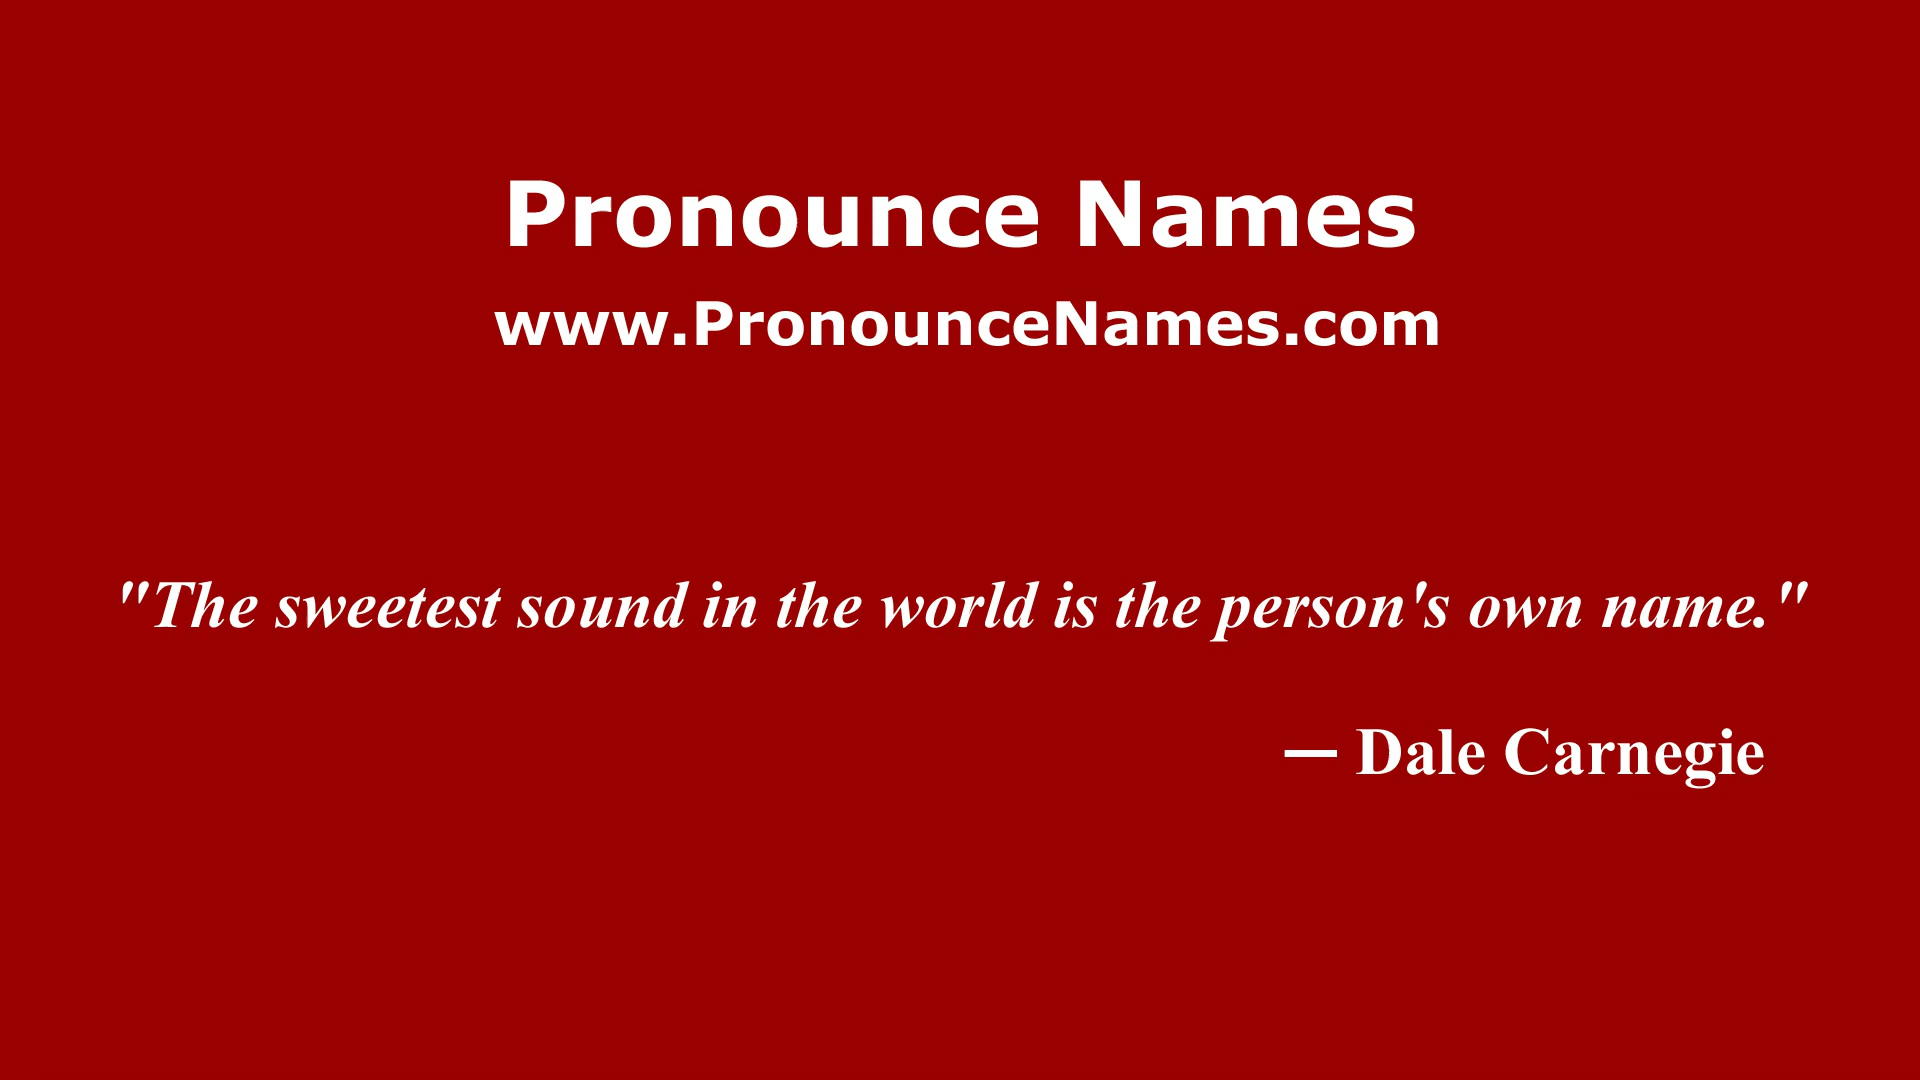 Pronounce Names
www.PronounceNames.com
"The sweetest sound in the world is the person's own name."
— Dale Carnegie